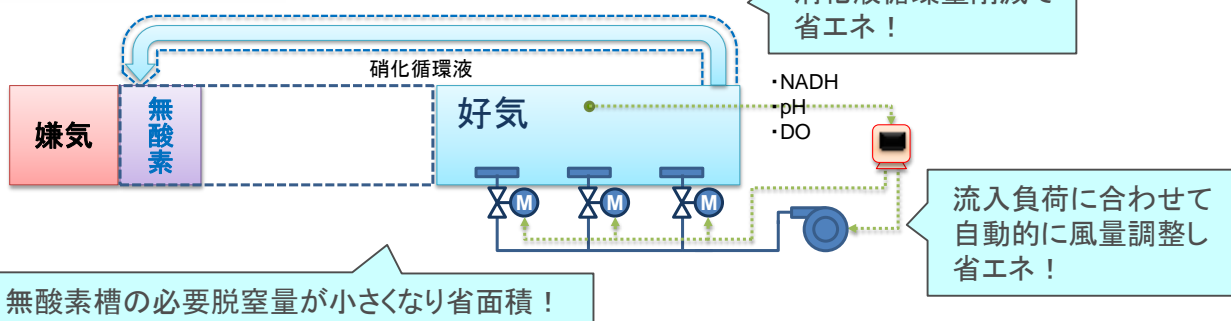 省エネ！
硝化循環液
嫌気
無酸素
好気
・NADH
・pH
・DO
M
M
M
流入負荷に合わせて
自動的に風量調整し
省エネ！
無酸素槽の必要脱窒量が小さくなり省面積！